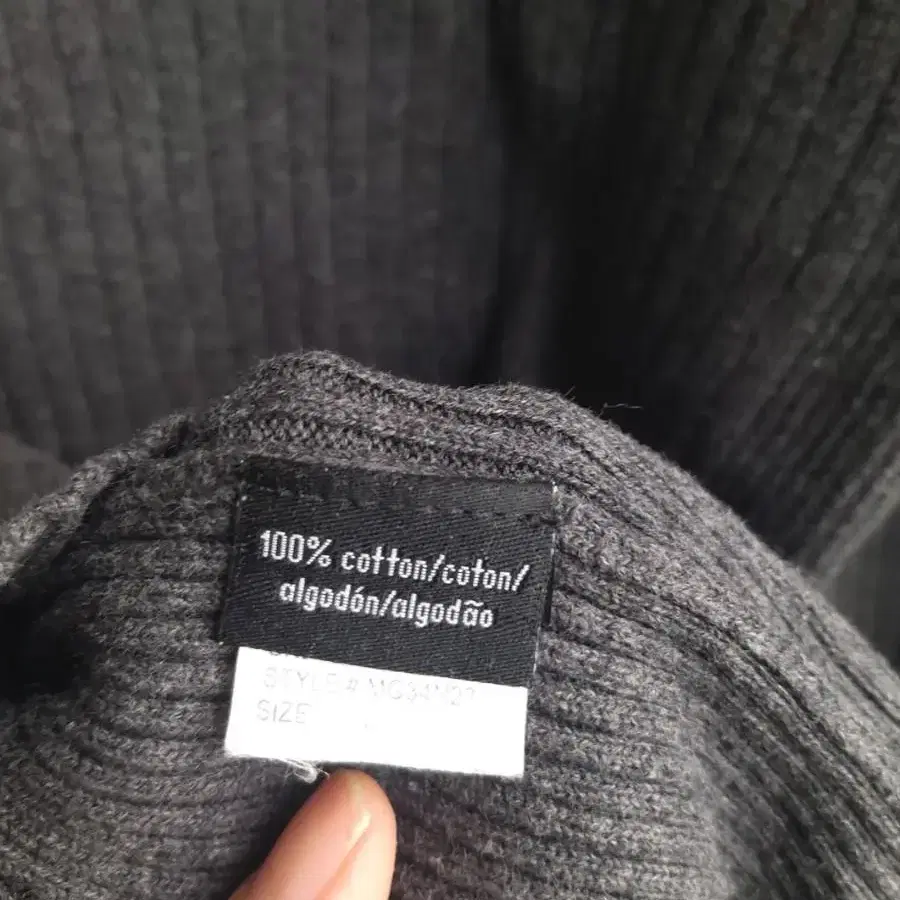 100% cotton/coton/
algodón/algodão
STYLE #
SIZE